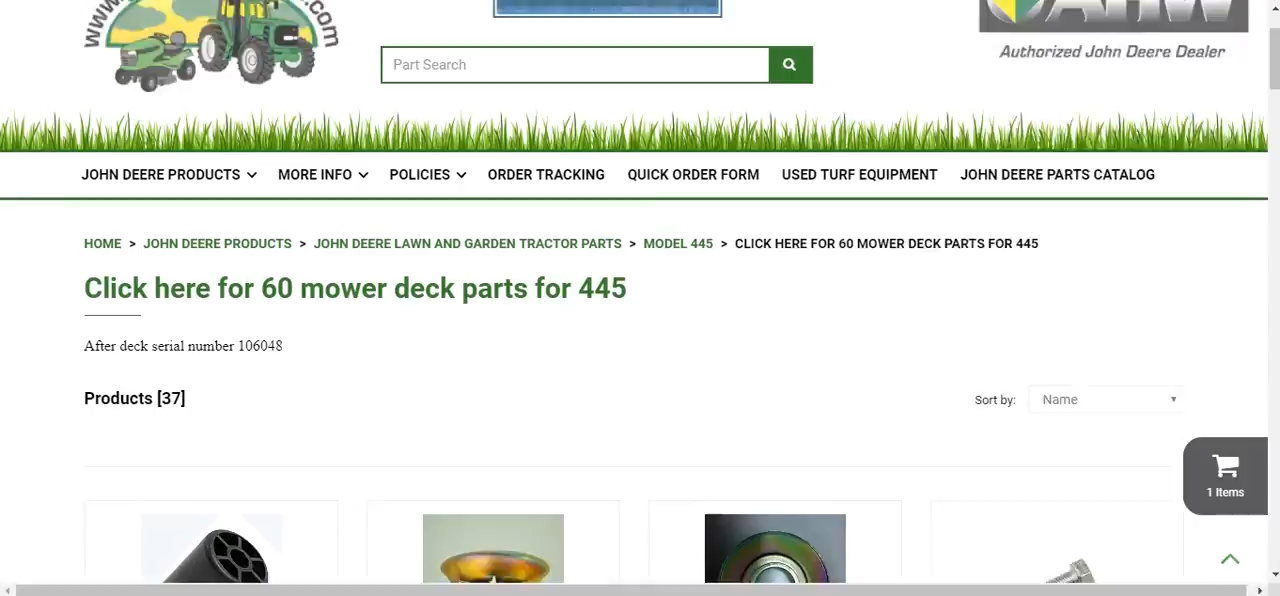 www.
.com
AHW
Authorized John Deere Dealer
Part Search
JOHN DEERE PRODUCTS MORE INFO POLICIES ORDER TRACKING QUICK ORDER FORM USED TURF EQUIPMENT JOHN DEERE PARTS CATALOG
HOME > JOHN DEERE PRODUCTS > JOHN DEERE LAWN AND GARDEN TRACTOR PARTS > MODEL 445 > CLICK HERE FOR 60 MOWER DECK PARTS FOR 445
Click here for 60 mower deck parts for 445
After deck serial number 106048
Products [37]
Sort by: Name
1 Items